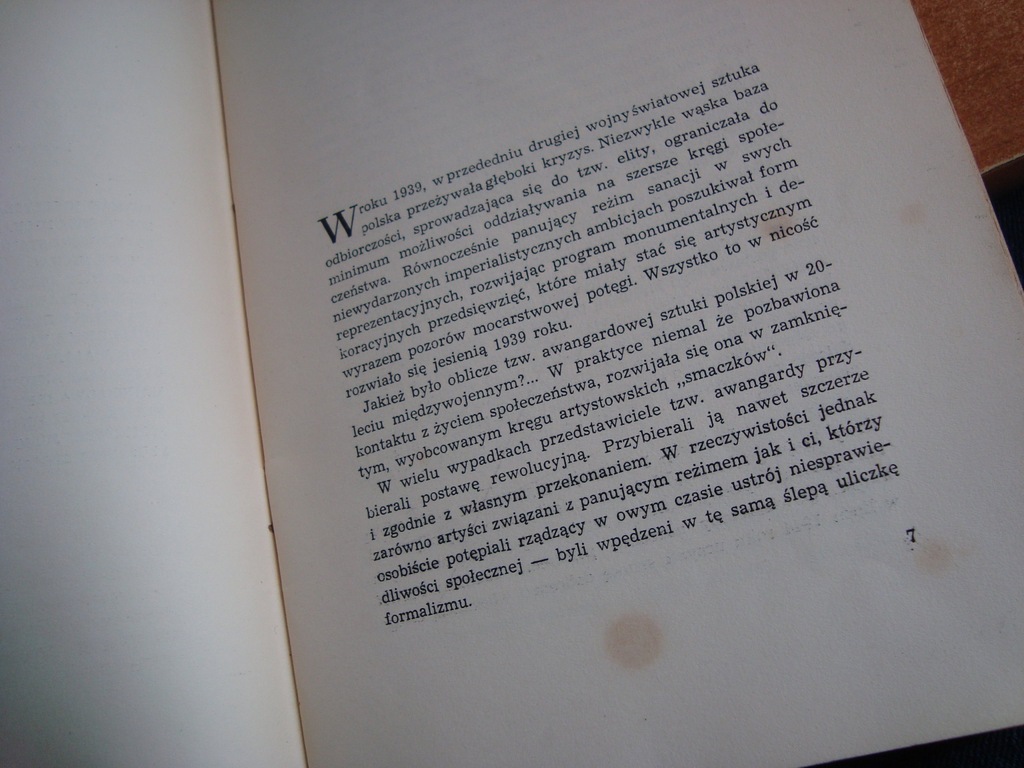 W roku 1939, w przededniu drugiej wojny światowej sztuka
polska przeżywała głęboki kryzys. Niezwykle wąska baza
odbiorczości, sprowadzająca się do tzw. elity, ograniczała do
minimum możliwości oddziaływania na szersze kręgi społe-
czeństwa. Równocześnie panujący reżim sanacji w swych
niewydarzonych imperialistycznych ambicjach poszukiwał form
reprezentacyjnych, rozwijając program monumentalnych i de-
koracyjnych przedsięwzięć, które miały stać się artystycznym
wyrazem pozorów mocarstwowej potęgi. Wszystko to w nicość
rozwiało się jesienią 1939 roku.
Jakież było oblicze tzw. awangardowej sztuki polskiej w 20-
leciu międzywojennym?... W praktyce niemal że pozbawiona
kontaktu z życiem społeczeństwa, rozwijała się ona w zamknię-
tym, wyobcowanym kręgu artystowskich „smaczków“.
W wielu wypadkach przedstawiciele tzw. awangardy przy-
bierali postawę rewolucyjną. Przybierali ją nawet szczerze
i zgodnie z własnym przekonaniem. W rzeczywistości jednak
zarówno artyści związani z panującym reżimem jak i ci, którzy
osobiście potępiali rządzący w owym czasie ustrój niesprawie-
dliwości społecznej — byli wpędzeni w tę samą ślepą uliczkę
formalizmu.
7